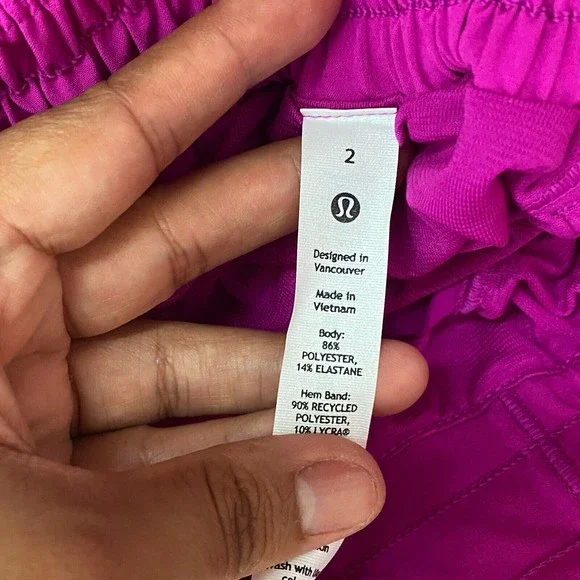 2
Designed in
Vancouver
Made in
Vietnam
Body:
86%
POLYESTER,
14% ELASTANE
Hem Band:
90% RECYCLED
POLYESTER,
10% LYCRA®
with